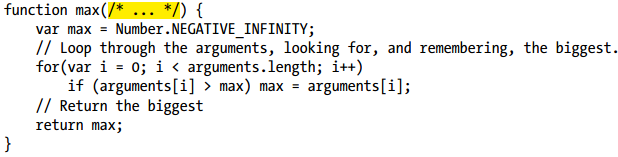 function max(/* ... */) {
    var max = Number.NEGATIVE_INFINITY;
    // Loop through the arguments, looking for, and remembering, the biggest.
    for(var i = 0; i < arguments.length; i++)
        if (arguments[i] > max) max = arguments[i];
    // Return the biggest
    return max;
}